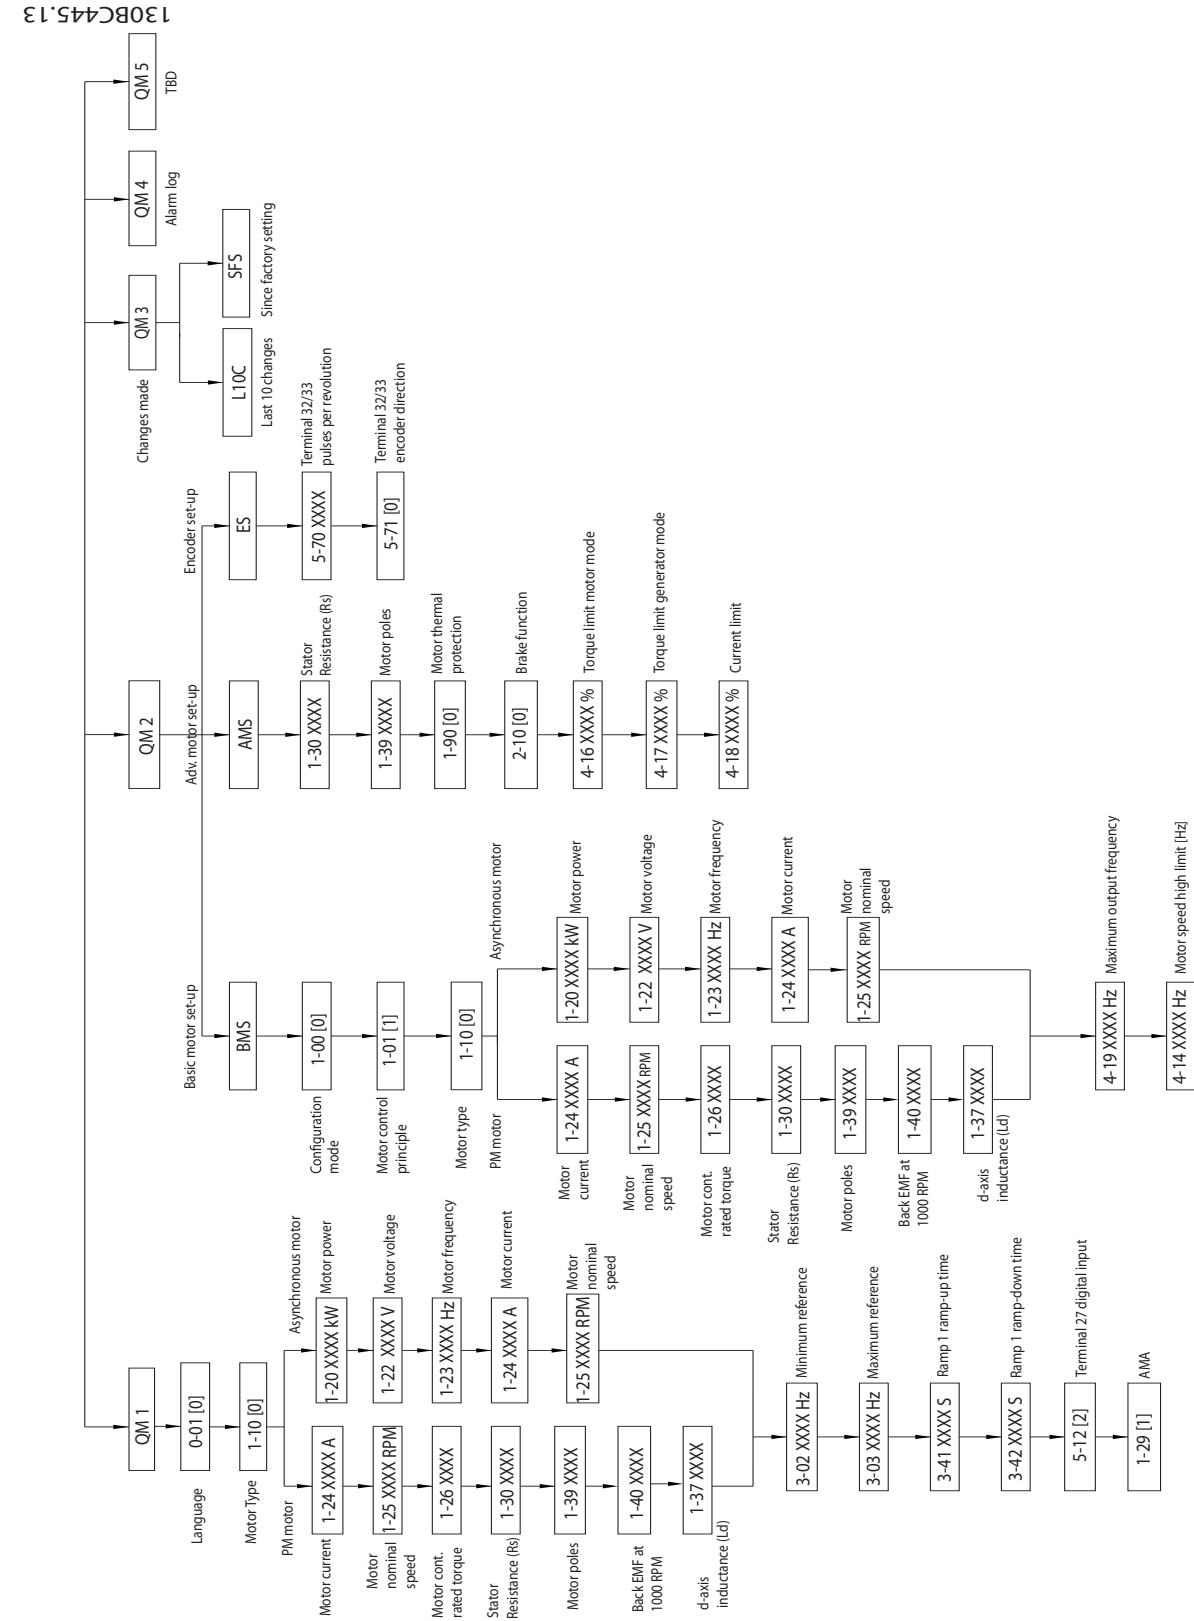 130BC445.13
QM 1
Language
0-01 [0]
Motor Type
1-10 [0]
PM motor
Motor current
1-24 XXXX A
Motor
nominal
speed
1-25 XXXX RPM
Motor cont.
rated torque
1-26 XXXX
Stator
Resistance (Rs)
1-30 XXXX
Motor poles
1-39 XXXX
Back EMF at
1000 RPM
1-40 XXXX
d-axis
inductance (Ld)
1-37 XXXX
Asynchronous motor
1-20 XXXX kW
Motor power
1-22 XXXX V
Motor voltage
1-23 XXXX Hz
Motor frequency
1-24 XXXX A
Motor current
1-25 XXXX RPM
Motor
nominal
speed
3-02 XXXX Hz
Minimum reference
3-03 XXXX Hz
Maximum reference
3-41 XXXX S
Ramp 1 ramp-up time
3-42 XXXX S
Ramp 1 ramp-down time
5-12 [2]
Terminal 27 digital input
1-29 [1]
AMA
QM 2
Basic motor set-up
BMS
Configuration
mode
1-00 [0]
Motor control
principle
1-01 [1]
Motor type
1-10 [0]
PM motor
Motor
current
1-24 XXXX A
Motor
nominal
speed
1-25 XXXX RPM
Motor cont.
rated torque
1-26 XXXX
Stator
Resistance (Rs)
1-30 XXXX
Motor poles
1-39 XXXX
Back EMF at
1000 RPM
1-40 XXXX
d-axis
inductance (Ld)
1-37 XXXX
Asynchronous motor
1-20 XXXX kW
Motor power
1-22 XXXX V
Motor voltage
1-23 XXXX Hz
Motor frequency
1-24 XXXX A
Motor current
1-25 XXXX RPM
Motor
nominal
speed
4-19 XXXX Hz
Maximum output frequency
4-14 XXXX Hz
Motor speed high limit [Hz]
Adv. motor set-up
AMS
1-30 XXXX
Stator
Resistance (Rs)
1-39 XXXX
Motor poles
1-90 [0]
Motor thermal
protection
2-10 [0]
Brake function
4-16 XXXX %
Torque limit motor mode
4-17 XXXX %
Torque limit generator mode
4-18 XXXX %
Current limit
Encoder set-up
ES
5-70 XXXX
Terminal 32/33
pulses per revolution
5-71 [0]
Terminal 32/33
encoder direction
Changes made
QM 3
L10C
Last 10 changes
SFS
Since factory setting
QM 4
Alarm log
QM 5
TBD